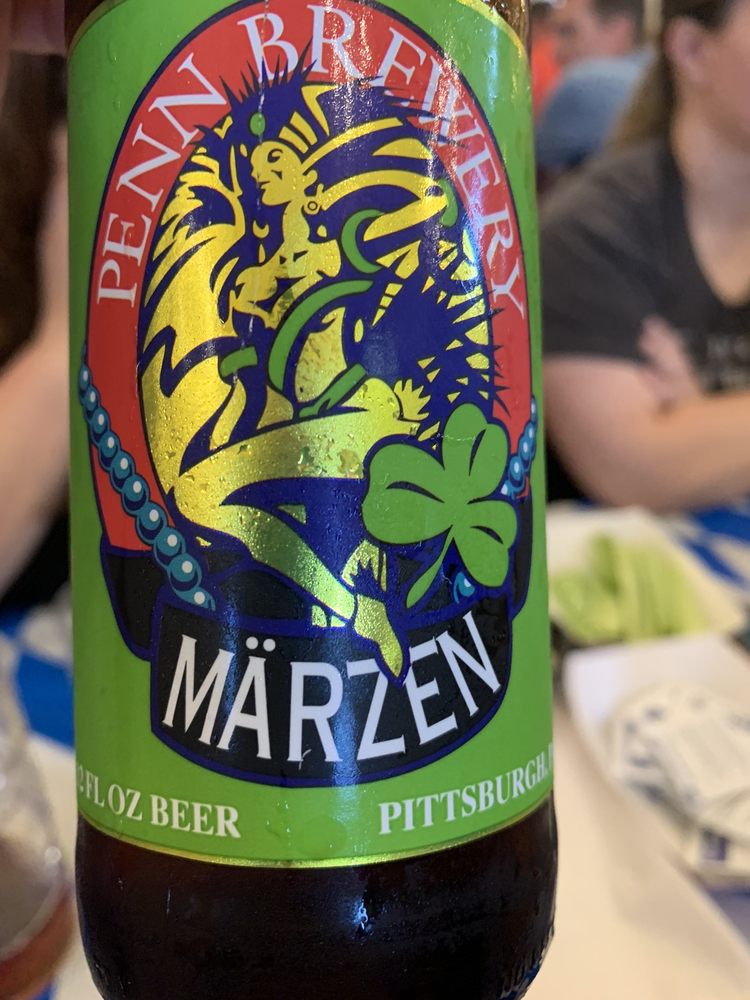 PENN BREWERY
MÄRZEN
FL OZ BEER
PITTSBURGH,